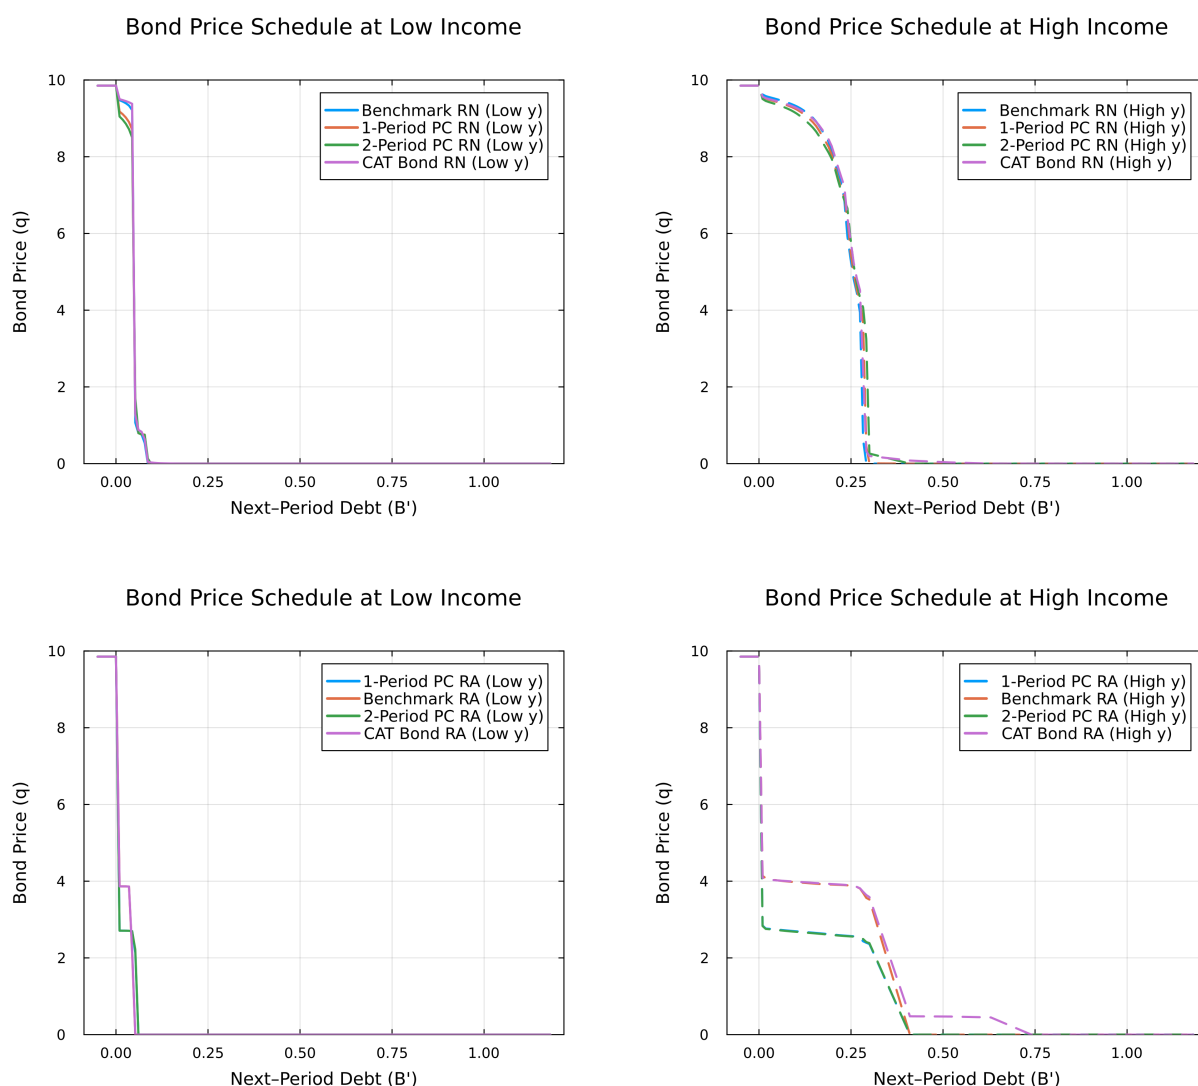 Bond Price Schedule at Low Income
Bond Price (q)
10
8
6
4
2
0
Benchmark RN (Low y)
1-Period PC RN (Low y)
2-Period PC RN (Low y)
CAT Bond RN (Low y)
0.00 0.25 0.50 0.75 1.00
Next–Period Debt (B')
Bond Price Schedule at High Income
Bond Price (q)
10
8
6
4
2
0
Benchmark RN (High y)
1-Period PC RN (High y)
2-Period PC RN (High y)
CAT Bond RN (High y)
0.00 0.25 0.50 0.75 1.00
Next–Period Debt (B')
Bond Price Schedule at Low Income
Bond Price (q)
10
8
6
4
2
0
1-Period PC RA (Low y)
Benchmark RA (Low y)
2-Period PC RA (Low y)
CAT Bond RA (Low y)
0.00 0.25 0.50 0.75 1.00
Next–Period Debt (B')
Bond Price Schedule at High Income
Bond Price (q)
10
8
6
4
2
0
1-Period PC RA (High y)
Benchmark RA (High y)
2-Period PC RA (High y)
CAT Bond RA (High y)
0.00 0.25 0.50 0.75 1.00
Next–Period Debt (B')